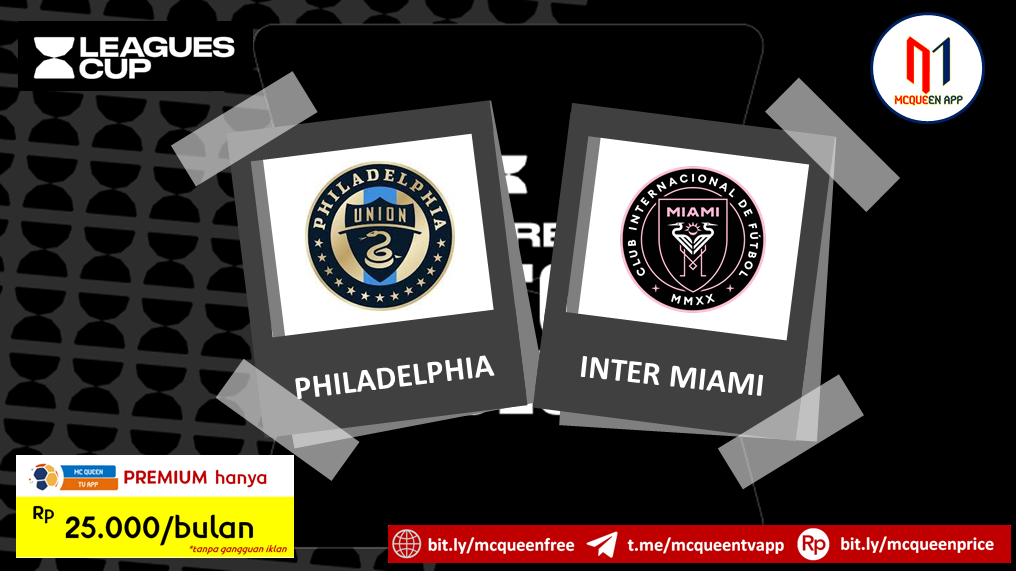 LEAGUES
CUP
MCQUEEN APP
PHILADELPHIA
UNION
CLUB INTERNACIONAL DE FÚTBOL
MIAMI
MMXX
PHILADELPHIA
INTER MIAMI
MC QUEEN
TV APP
PREMIUM hanya
Rp 25.000/bulan
*tanpa gangguan iklan
bit.ly/mcqueenfree
t.me/mcqueentvapp
Rp
bit.ly/mcqueenprice